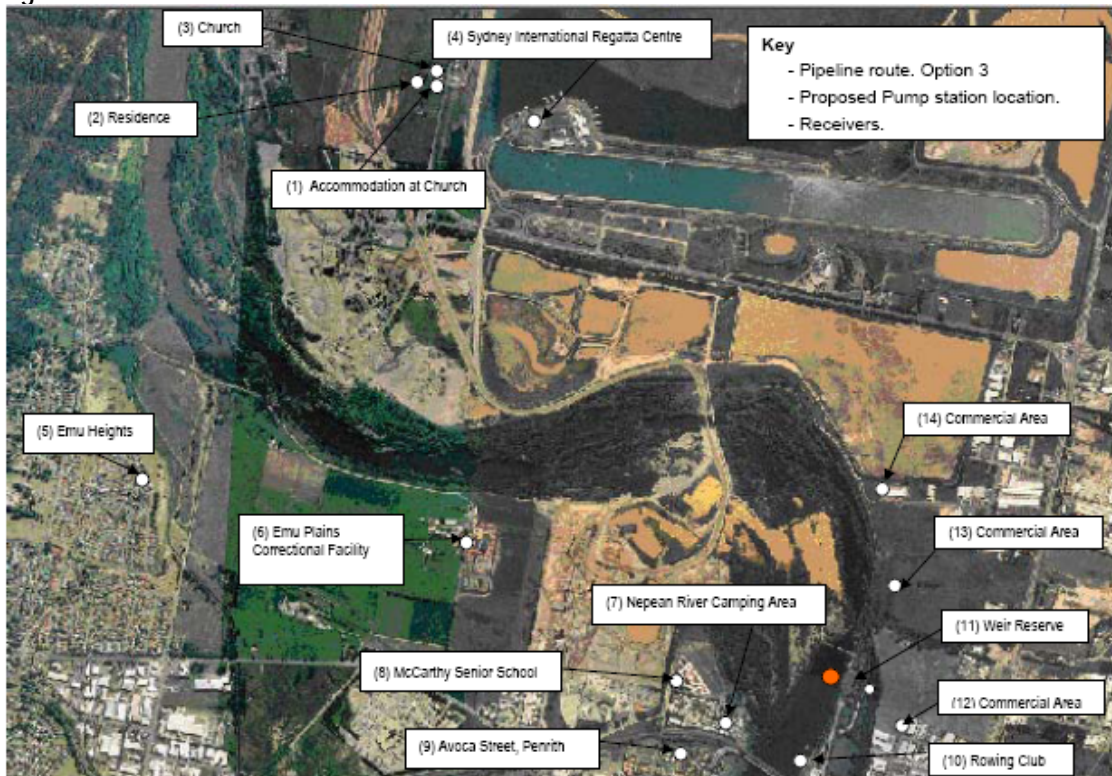 (3) Church
(4) Sydney International Regatta Centre
Key
- Pipeline route. Option 3
- Proposed Pump station location.
- Receivers.
(2) Residence
(1) Accommodation at Church
(5) Emu Heights
(14) Commercial Area
(6) Emu Plains
Correctional Facility
(13) Commercial Area
(7) Nepean River Camping Area
(11) Weir Reserve
(8) McCarthy Senior School
(12) Commercial Area
(9) Avoca Street, Penrith
(10) Rowing Club